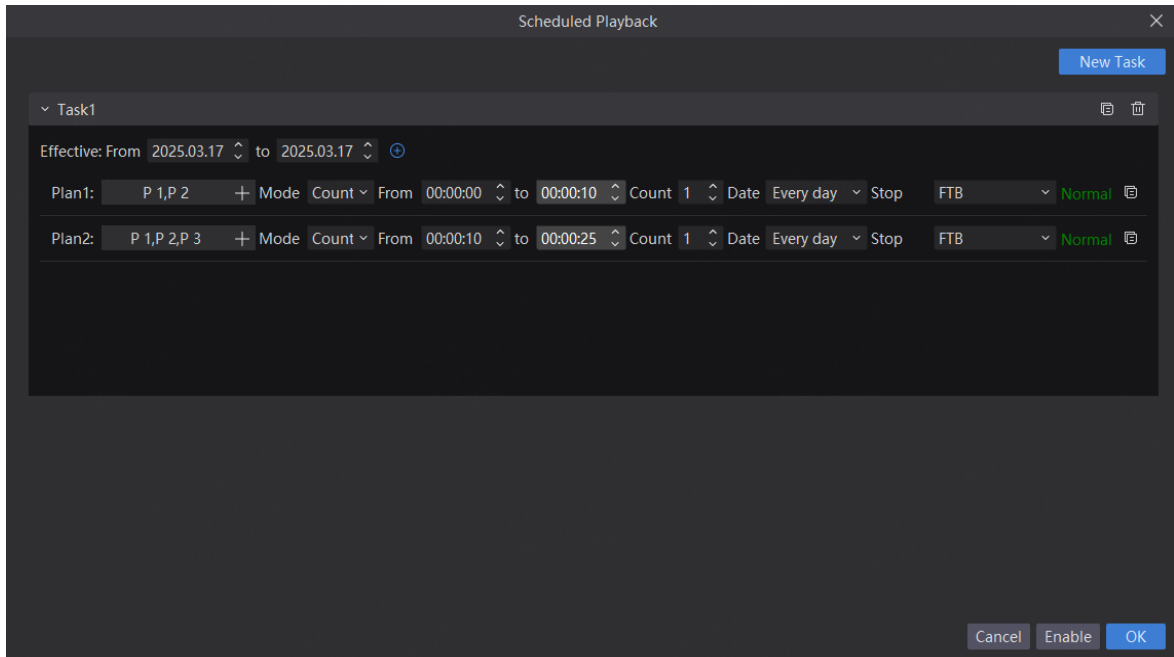 Scheduled Playback
New Task
Task1
Effective: From 2025.03.17 to 2025.03.17
Plan1: P 1,P 2 Mode Count From 00:00:00 to 00:00:10 Count 1 Date Every day Stop FTB Normal
Plan2: P 1,P 2,P 3 Mode Count From 00:00:10 to 00:00:25 Count 1 Date Every day Stop FTB Normal
Cancel Enable OK